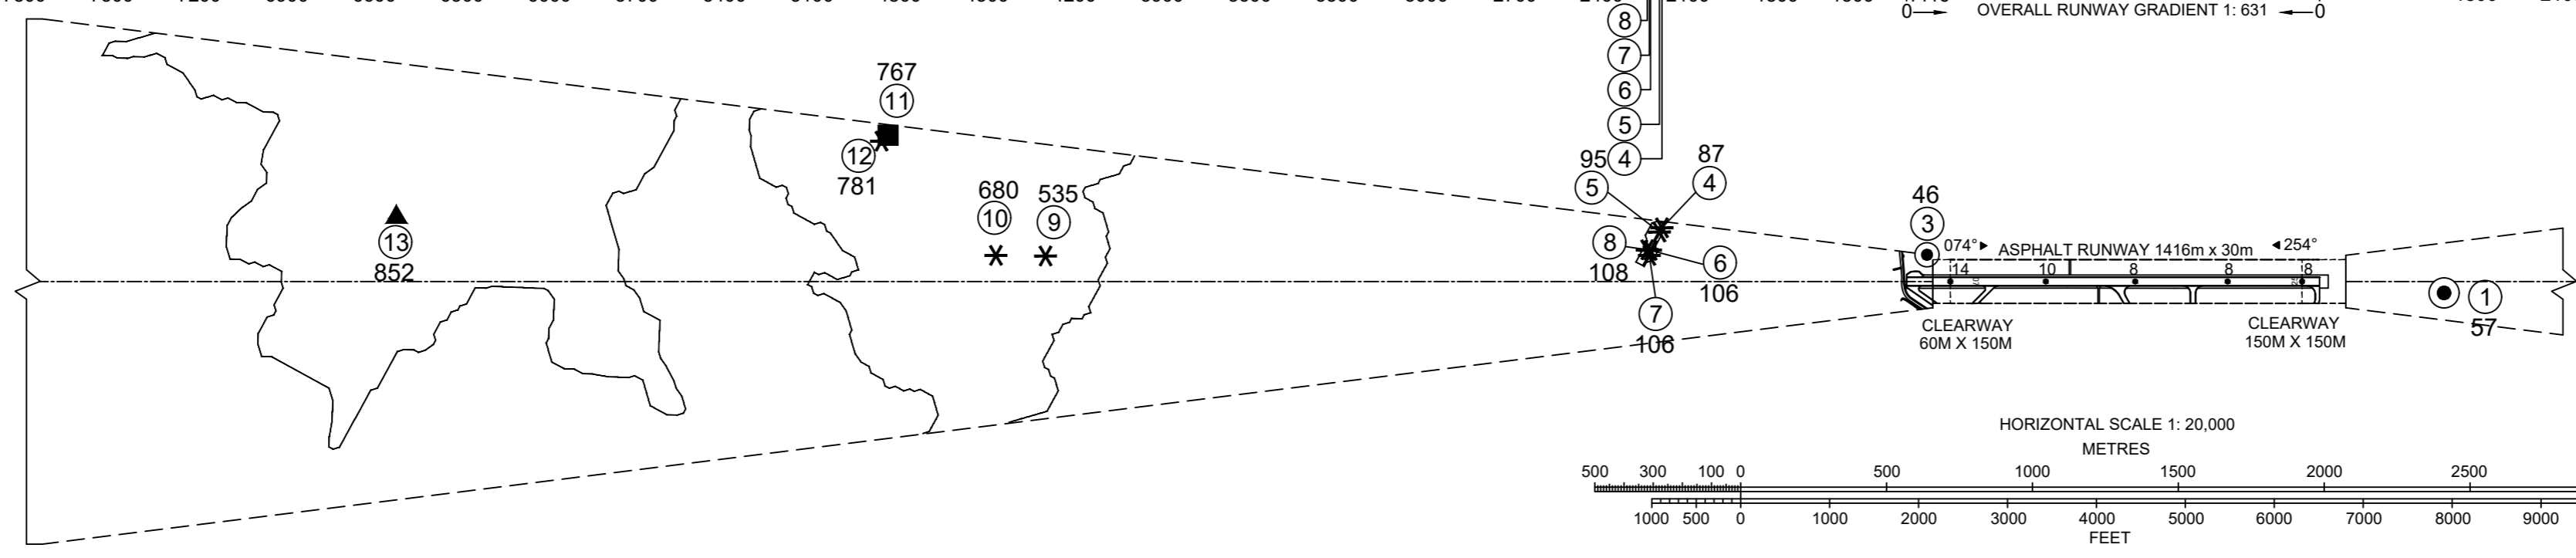 OVERALL RUNWAY GRADIENT 1: 631
0
0
8
7
6
5
4
767
11
12
781
680
10
535
9
13
852
95
5
87
4
8
108
6
106
7
106
46
3
074°
ASPHALT RUNWAY 1416m x 30m
254°
14 10 8 8 8
CLEARWAY
60M X 150M
CLEARWAY
150M X 150M
1
57
HORIZONTAL SCALE 1: 20,000
METRES
500 300 100 0 500 1000 1500 2000 2500
1000 500 0 1000 2000 3000 4000 5000 6000 7000 8000 9000
FEET